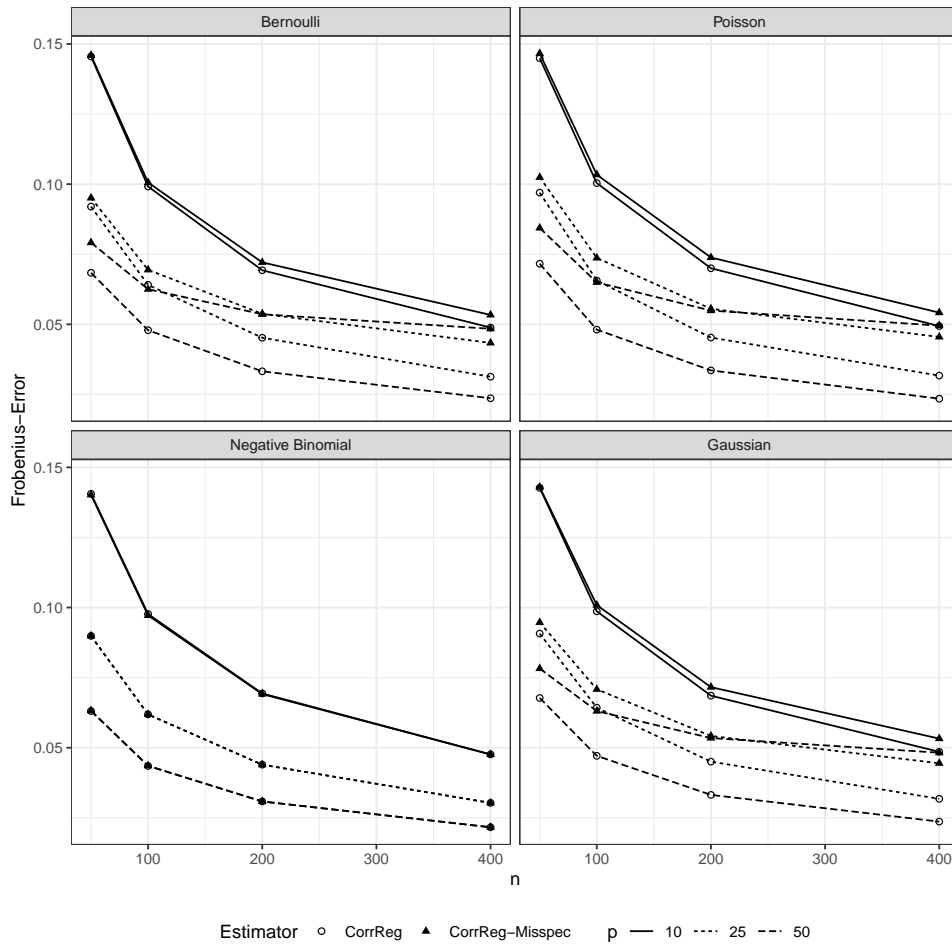 Bernoulli
Poisson
0.15
0.10
0.05
Negative Binomial
Gaussian
0.15
0.10
0.05
Frobenius−Error
100
200
300
400
100
200
300
400
n
Estimator CorrReg CorrReg−Misspec p 10 25 50